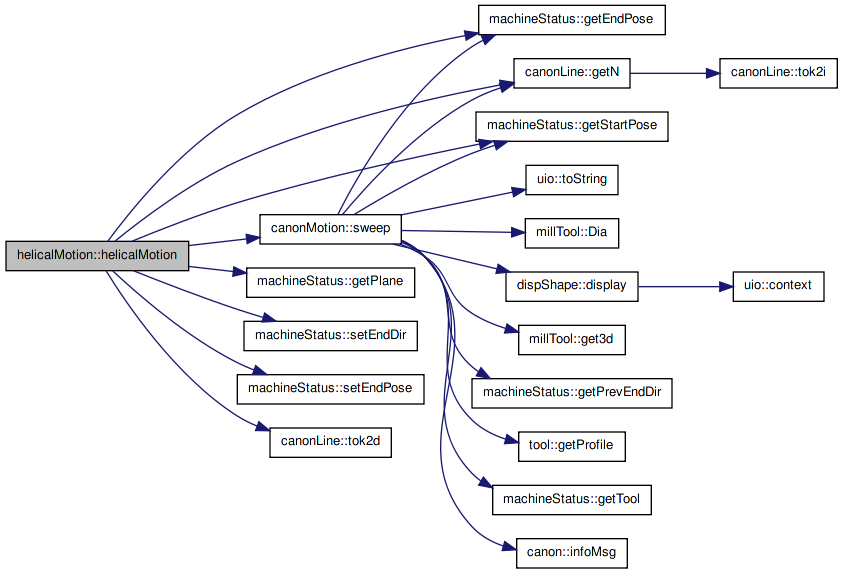 machineStatus::getEndPose
canonLine::getN
canonLine::tok2i
machineStatus::getStartPose
uio::toString
canonMotion::sweep
millTool::Dia
helicalMotion::helicalMotion
machineStatus::getPlane
dispShape::display
uio::context
machineStatus::setEndDir
millTool::get3d
machineStatus::setEndPose
machineStatus::getPrevEndDir
canonLine::tok2d
tool::getProfile
machineStatus::getTool
canon::infoMsg